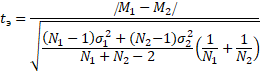 tэ = /M1 − M2/ / √( ((N1 − 1)σ1² + (N2−1)σ2²) / (N1 + N2 − 2) (1/N1 + 1/N2) )